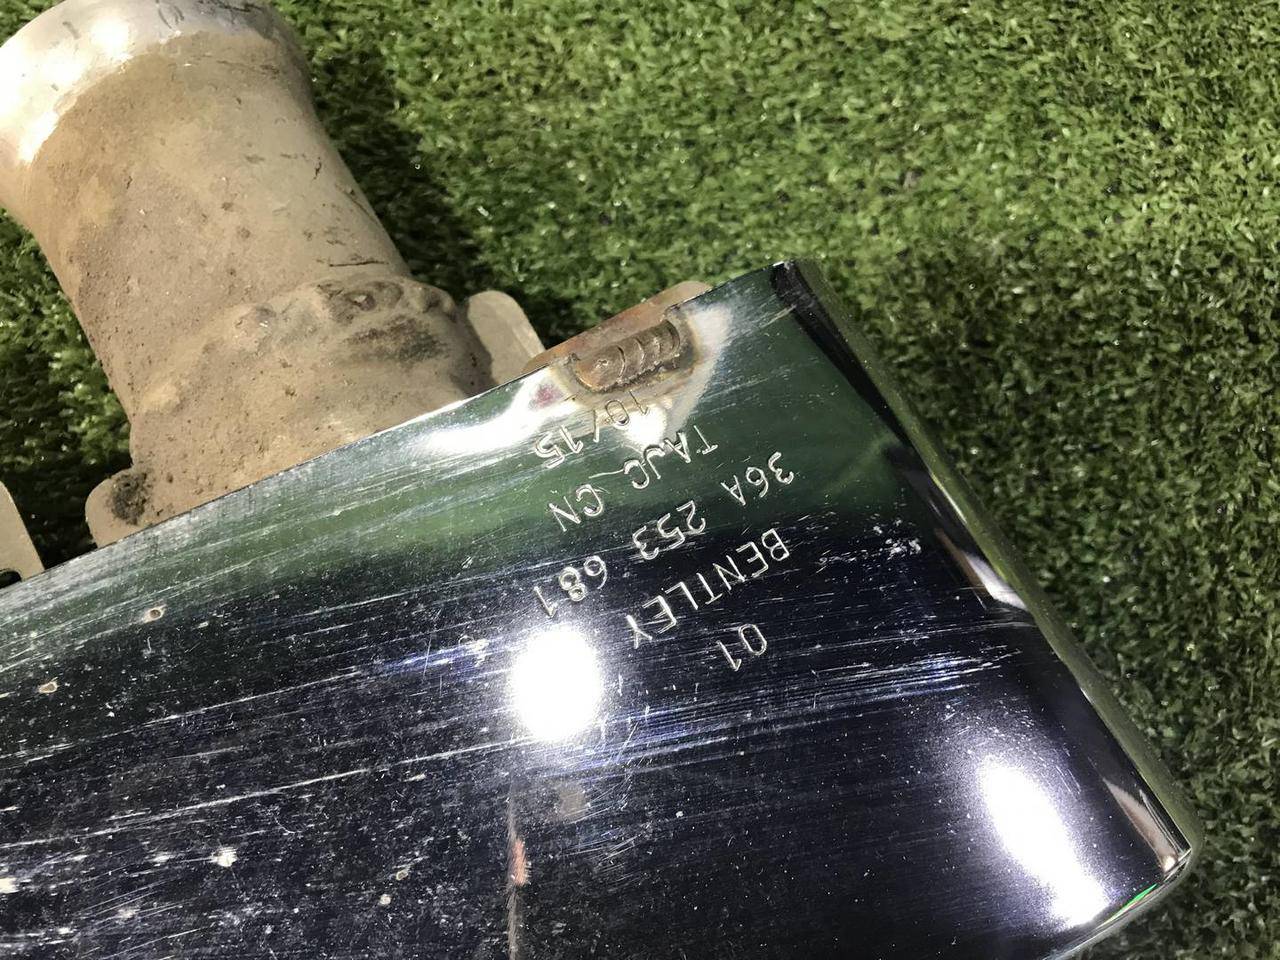 01
BENTLEY
36A 253 681
TAJC CN
10/15